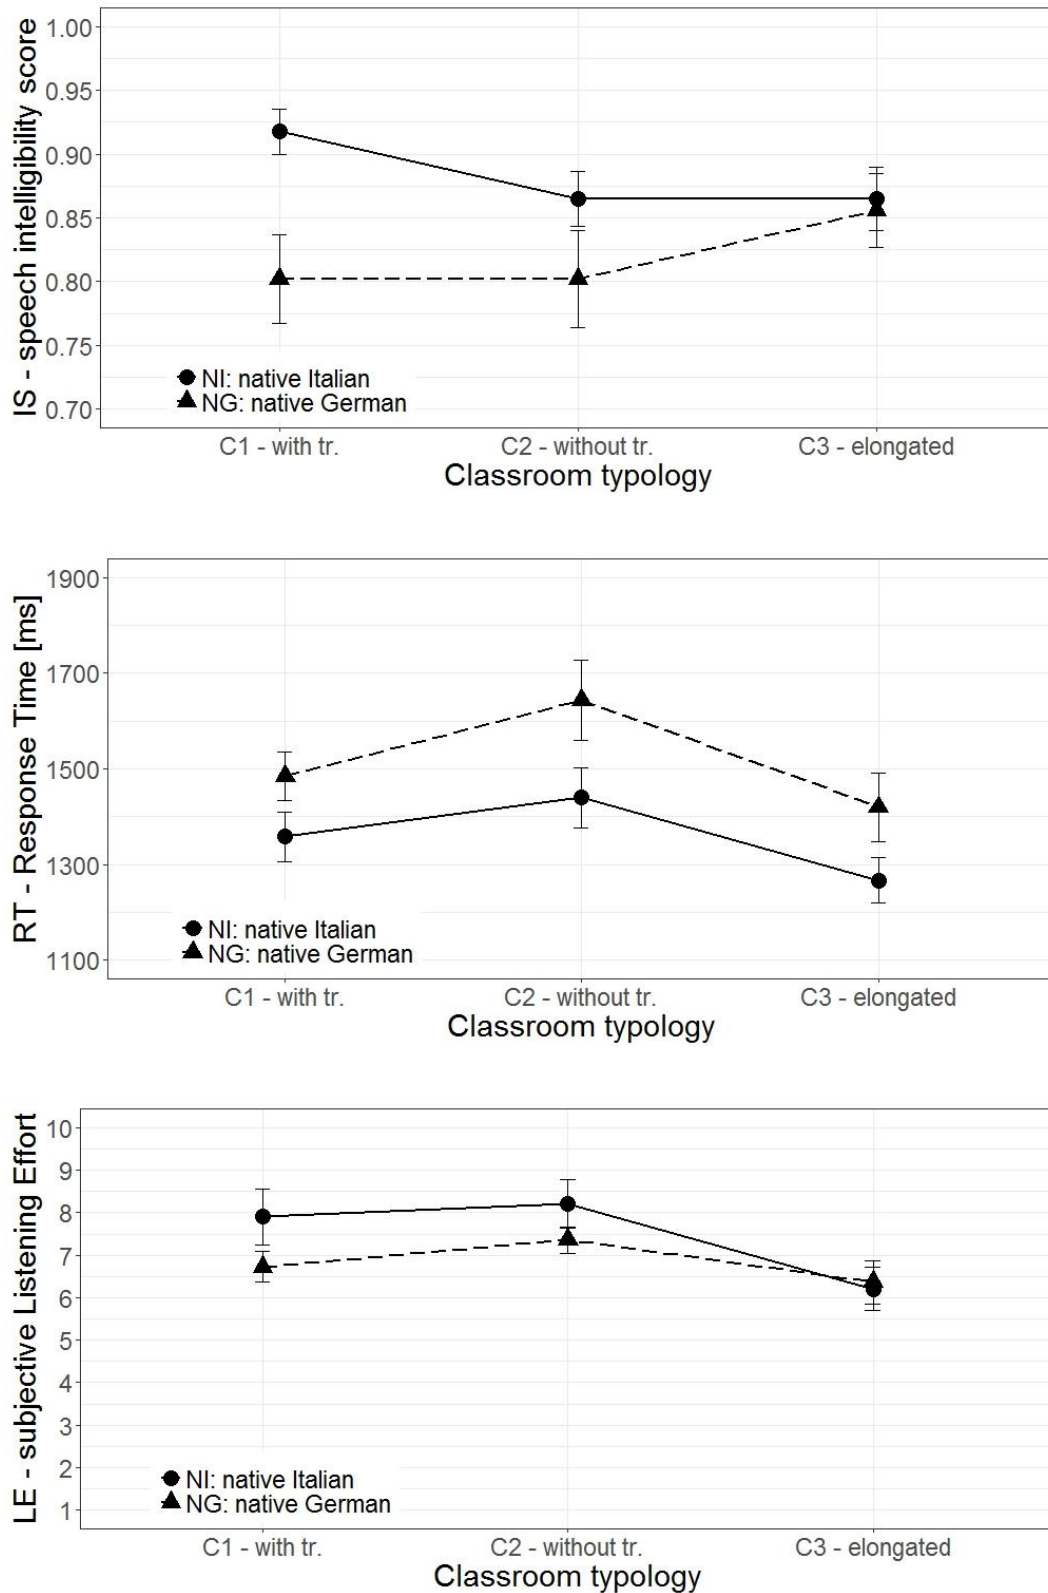 IS - speech intelligibility score
1.00
0.95
0.90
0.85
0.80
0.75
0.70
NI: native Italian
NG: native German
C1 - with tr.
C2 - without tr.
C3 - elongated
Classroom typology
RT - Response Time [ms]
1900
1700
1500
1300
1100
NI: native Italian
NG: native German
C1 - with tr.
C2 - without tr.
C3 - elongated
Classroom typology
LE - subjective Listening Effort
10
9
8
7
6
5
4
3
2
1
NI: native Italian
NG: native German
C1 - with tr.
C2 - without tr.
C3 - elongated
Classroom typology